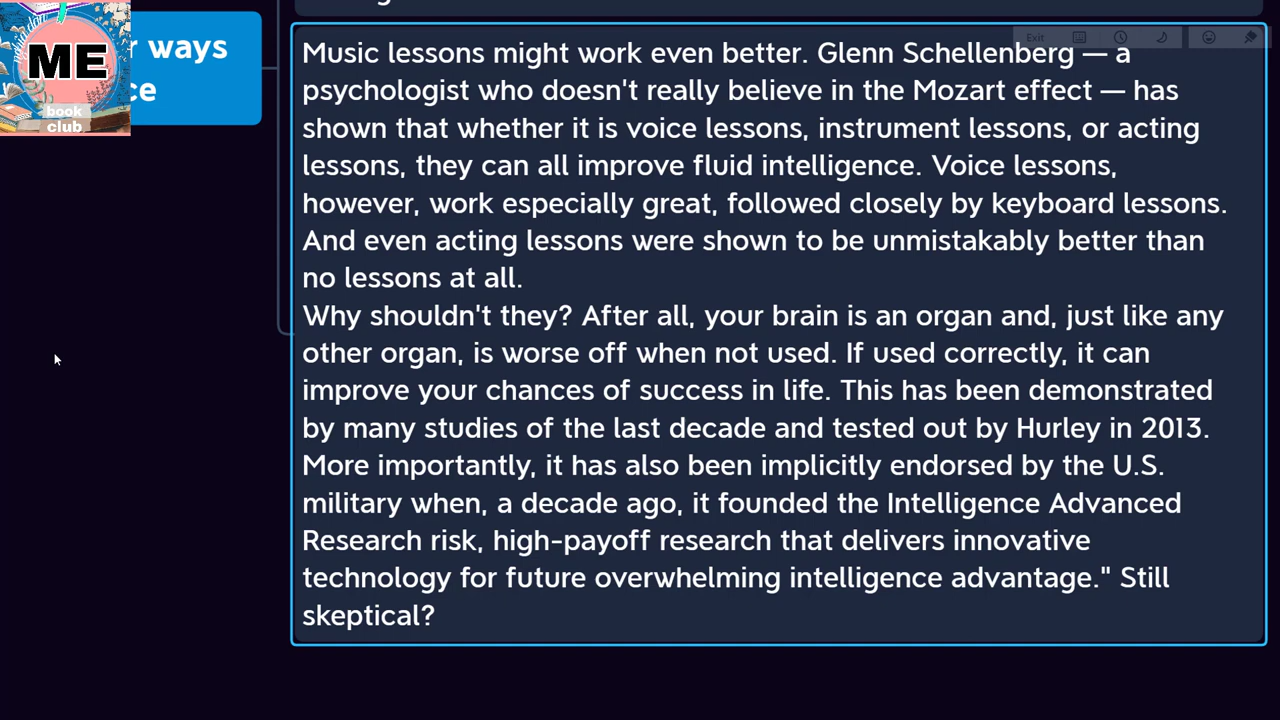 r ways
ce
ME
book
club
Exit
Music lessons might work even better. Glenn Schellenberg — a
psychologist who doesn't really believe in the Mozart effect — has
shown that whether it is voice lessons, instrument lessons, or acting
lessons, they can all improve fluid intelligence. Voice lessons,
however, work especially great, followed closely by keyboard lessons.
And even acting lessons were shown to be unmistakably better than
no lessons at all.
Why shouldn't they? After all, your brain is an organ and, just like any
other organ, is worse off when not used. If used correctly, it can
improve your chances of success in life. This has been demonstrated
by many studies of the last decade and tested out by Hurley in 2013.
More importantly, it has also been implicitly endorsed by the U.S.
military when, a decade ago, it founded the Intelligence Advanced
Research risk, high-payoff research that delivers innovative
technology for future overwhelming intelligence advantage." Still
skeptical?